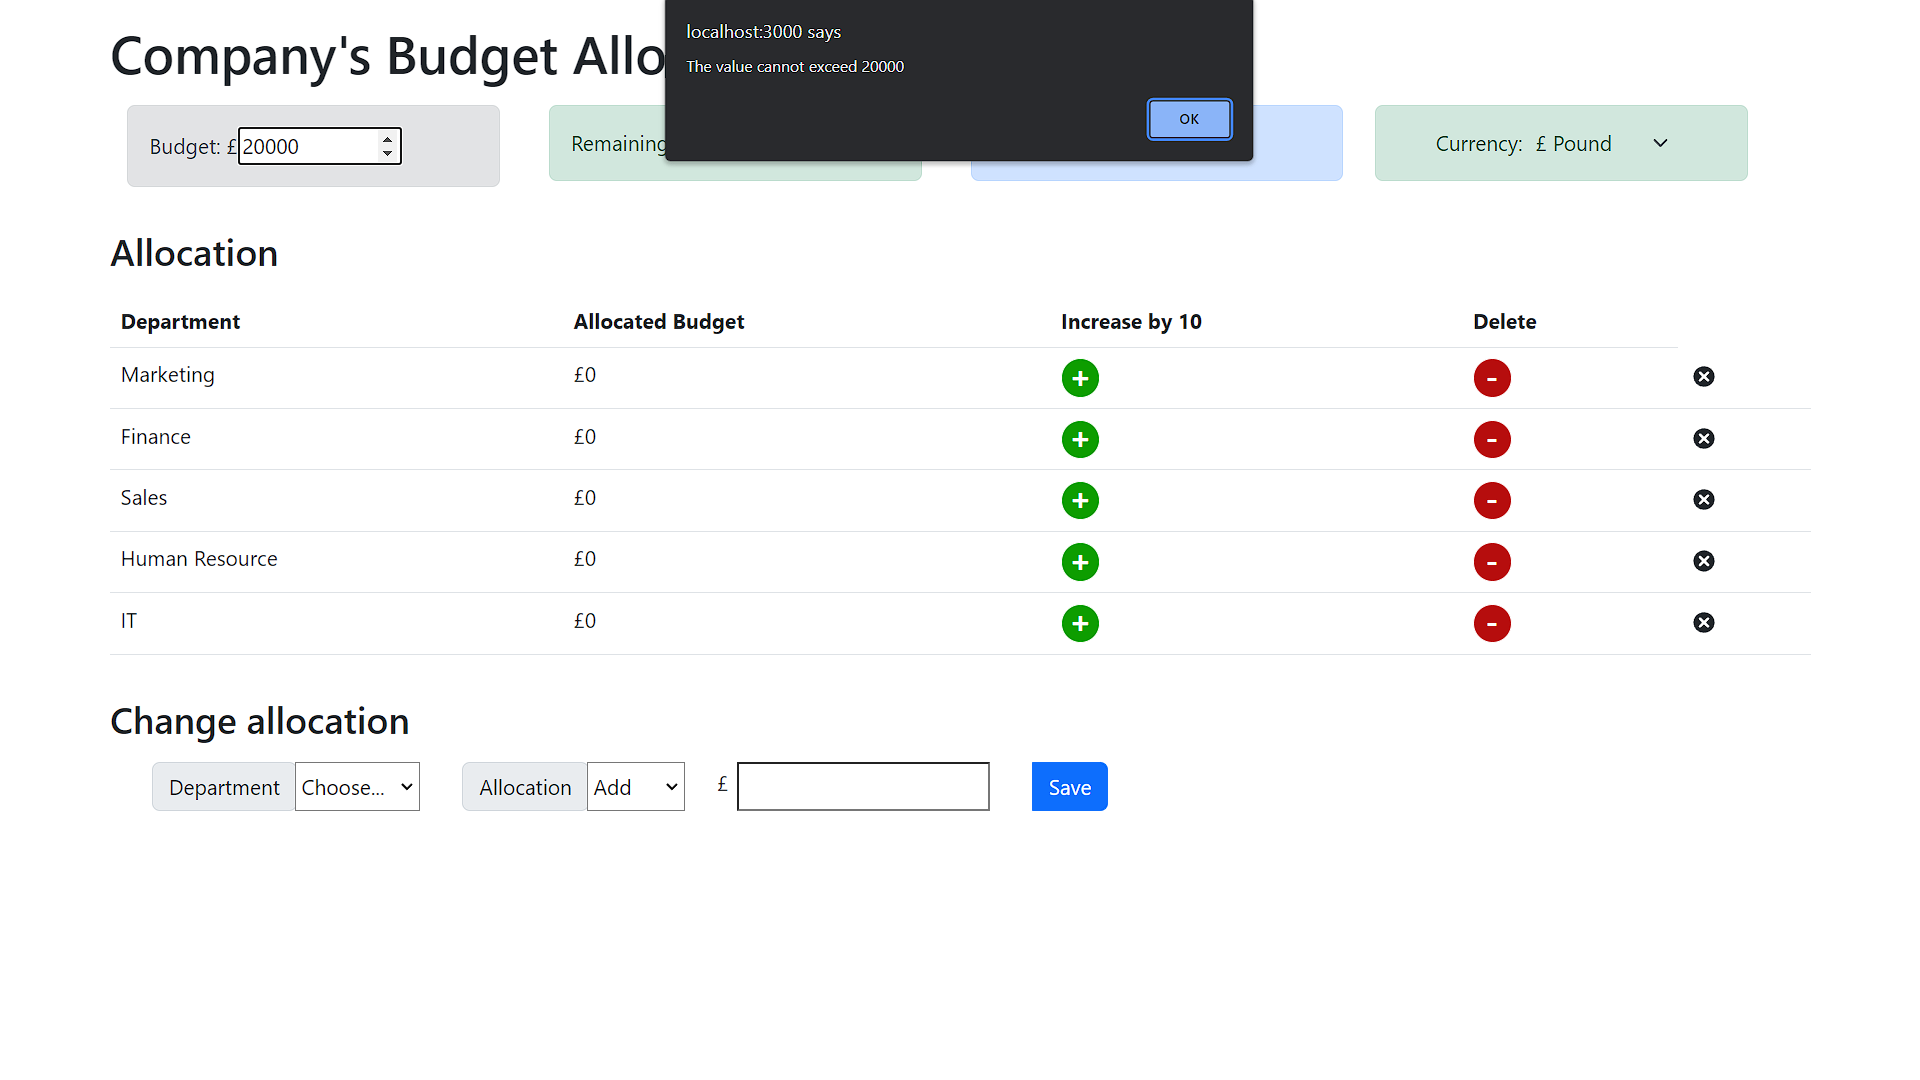 localhost:3000 says
The value cannot exceed 20000
OK
Company's Budget Allo
Budget: £ 20000
Remaining
Currency: £ Pound
Allocation
Department Allocated Budget Increase by 10 Delete
Marketing £0 + -
Finance £0 + -
Sales £0 + -
Human Resource £0 + -
IT £0 + -
Change allocation
Department Choose... Allocation Add £ Save